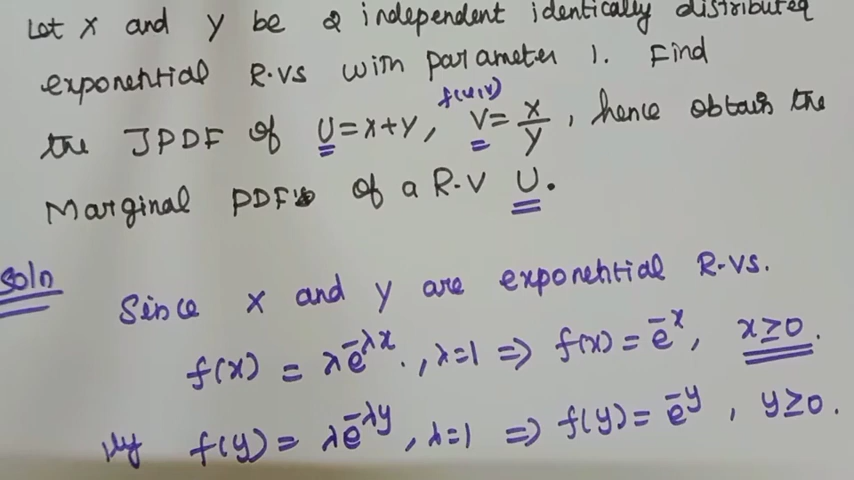 Let X and Y be 2 independent identically distributed
exponential R.VS with parameter 1. Find
f(u,v)
the JPDF of U = X+Y, V = X/Y, hence obtain the
Marginal PDF's of a R.V U.
Soln
Since X and Y are exponential R.VS.
f(x) = λe^-λx., λ=1 ⇒ f(x) = e^-x, x≥0.
lly f(y) = λe^-λy, λ=1 ⇒ f(y) = e^-y, y≥0.